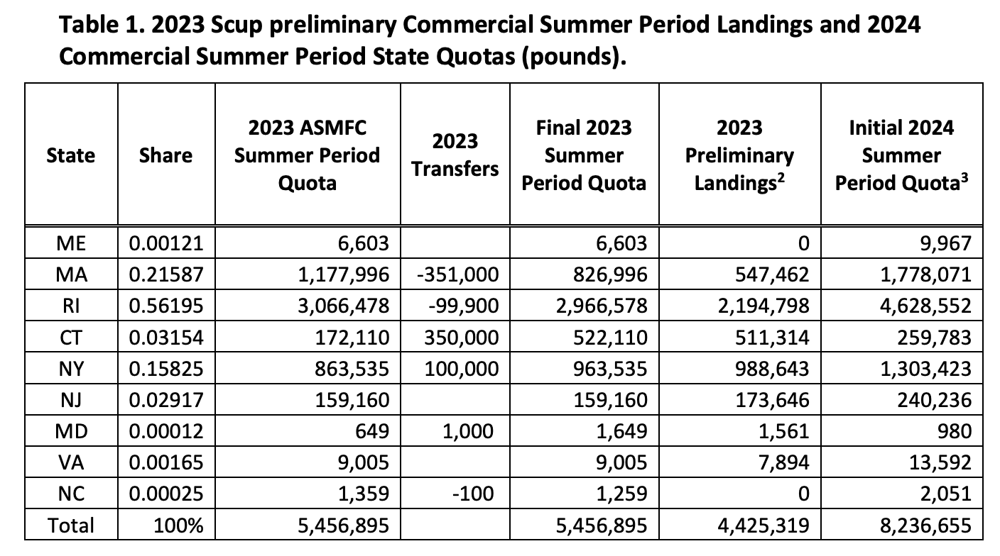 Table 1. 2023 Scup preliminary Commercial Summer Period Landings and 2024
Commercial Summer Period State Quotas (pounds).
State Share 2023 ASMFC Summer Period Quota 2023 Transfers Final 2023 Summer Period Quota 2023 Preliminary Landings² Initial 2024 Summer Period Quota³
ME 0.00121 6,603 6,603 0 9,967
MA 0.21587 1,177,996 -351,000 826,996 547,462 1,778,071
RI 0.56195 3,066,478 -99,900 2,966,578 2,194,798 4,628,552
CT 0.03154 172,110 350,000 522,110 511,314 259,783
NY 0.15825 863,535 100,000 963,535 988,643 1,303,423
NJ 0.02917 159,160 159,160 173,646 240,236
MD 0.00012 649 1,000 1,649 1,561 980
VA 0.00165 9,005 9,005 7,894 13,592
NC 0.00025 1,359 -100 1,259 0 2,051
Total 100% 5,456,895 5,456,895 4,425,319 8,236,655